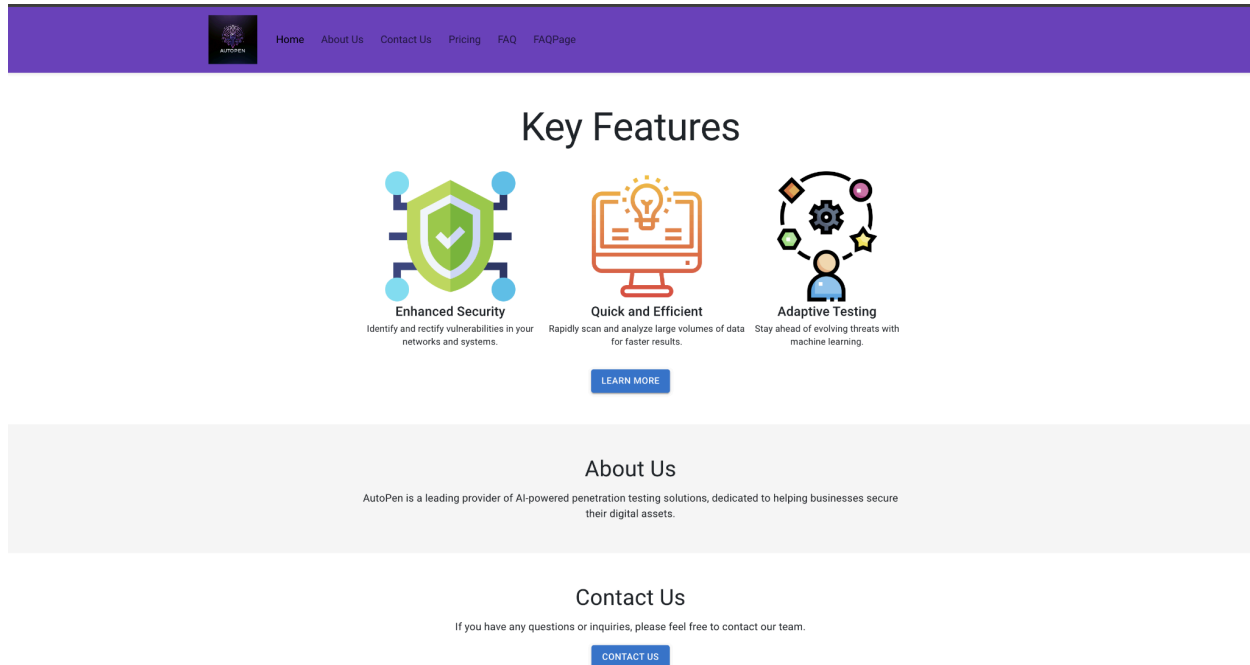 AUTOPEN
Home About Us Contact Us Pricing FAQ FAQPage
Key Features
Enhanced Security
Identify and rectify vulnerabilities in your
networks and systems.
Quick and Efficient
Rapidly scan and analyze large volumes of data
for faster results.
Adaptive Testing
Stay ahead of evolving threats with
machine learning.
LEARN MORE
About Us
AutoPen is a leading provider of AI-powered penetration testing solutions, dedicated to helping businesses secure
their digital assets.
Contact Us
If you have any questions or inquiries, please feel free to contact our team.
CONTACT US